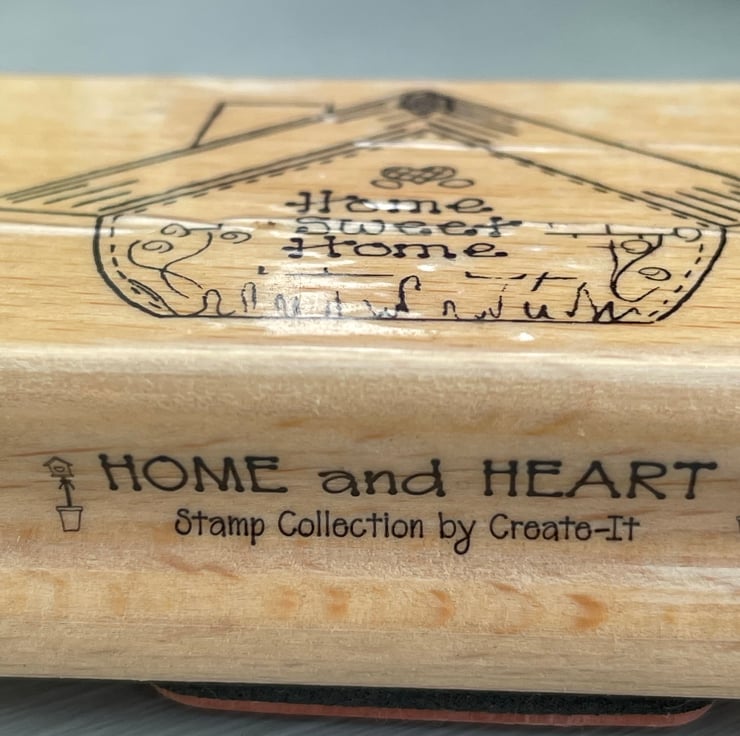 Home
Sweet
Home
HOME and HEART
Stamp Collection by Create-It